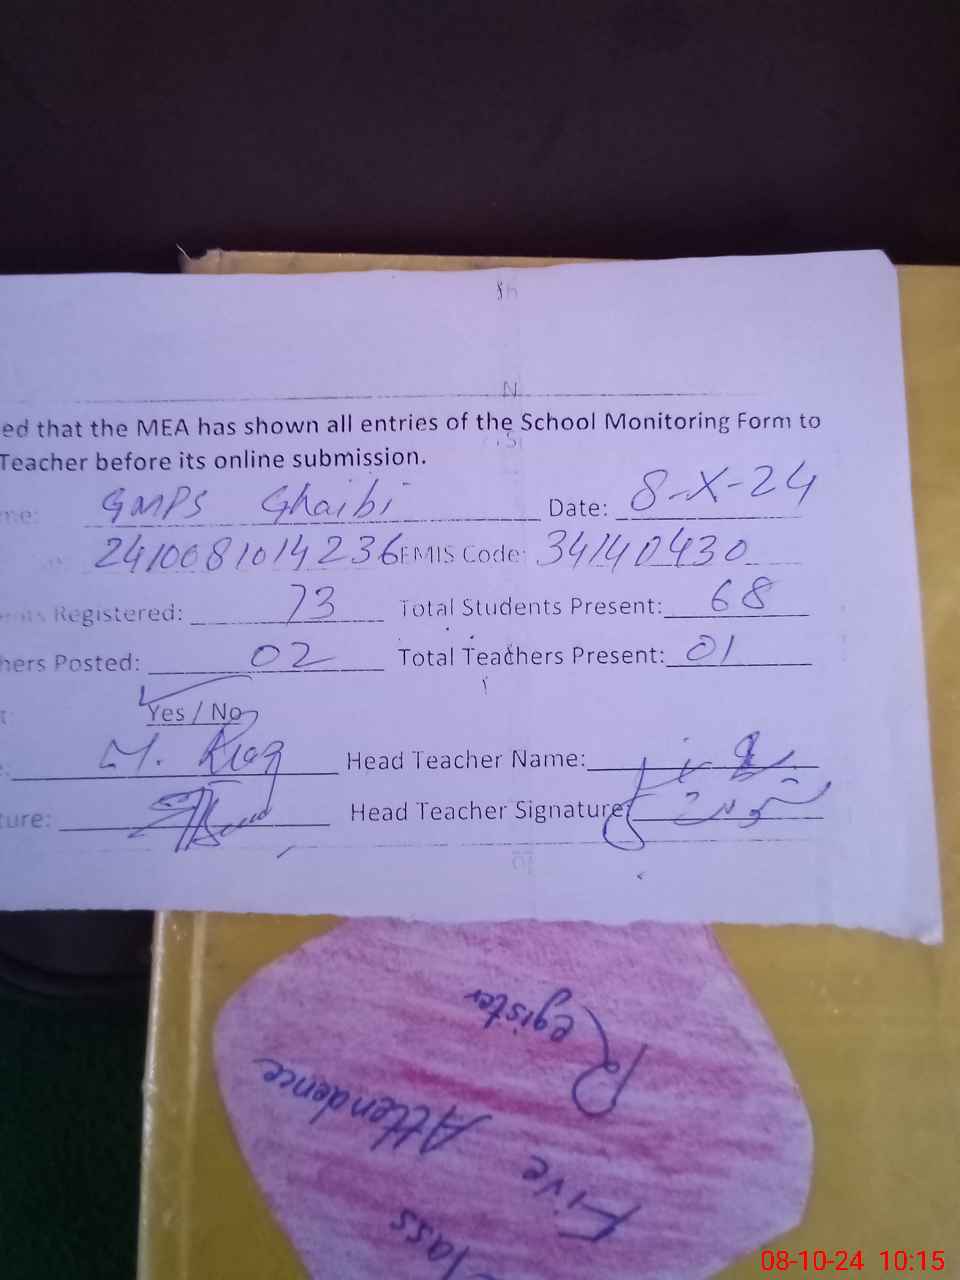 ed that the MEA has shown all entries of the School Monitoring Form to
Teacher before its online submission.
me: GMPS Ghaibi Date: 8-X-24
2410081014236 EMIS Code: 34140430
Registered: 73 Total Students Present: 68
hers Posted: 02 Total Teachers Present: 01
Yes / No
M. Riaz Head Teacher Name:
ture: Head Teacher Signature
Register
Attendence
Five
lass
08-10-24 10:15